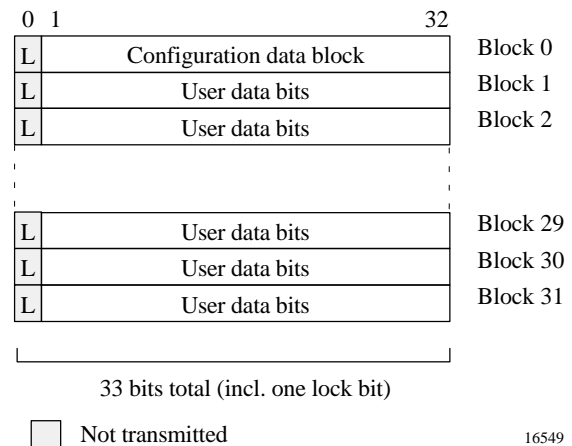 0 1 32
L Configuration data block Block 0
L User data bits Block 1
L User data bits Block 2
L User data bits Block 29
L User data bits Block 30
L User data bits Block 31
33 bits total (incl. one lock bit)
Not transmitted 16549